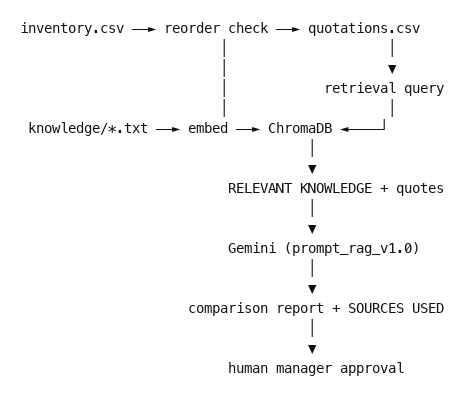 inventory.csv ─► reorder check ─► quotations.csv
retrieval query
knowledge/*.txt ─► embed ─► ChromaDB ◄────┘
RELEVANT KNOWLEDGE + quotes
Gemini (prompt_rag_v1.0)
comparison report + SOURCES USED
human manager approval